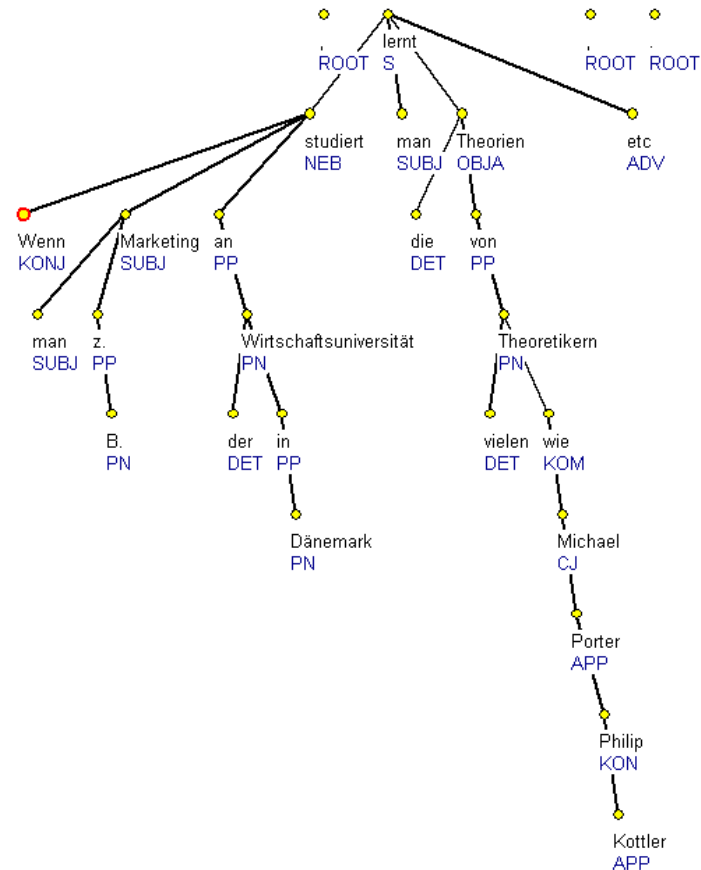 , lernt . .
ROOT S ROOT ROOT
studiert man Theorien etc
NEB SUBJ OBJA ADV
Wenn Marketing an die von
KONJ SUBJ PP DET PP
man z. Wirtschaftsuniversität Theoretikern
SUBJ PP PN PN
B. der in vielen wie
PN DET PP DET KOM
Dänemark Michael
PN CJ
Porter
APP
Philip
KON
Kottler
APP